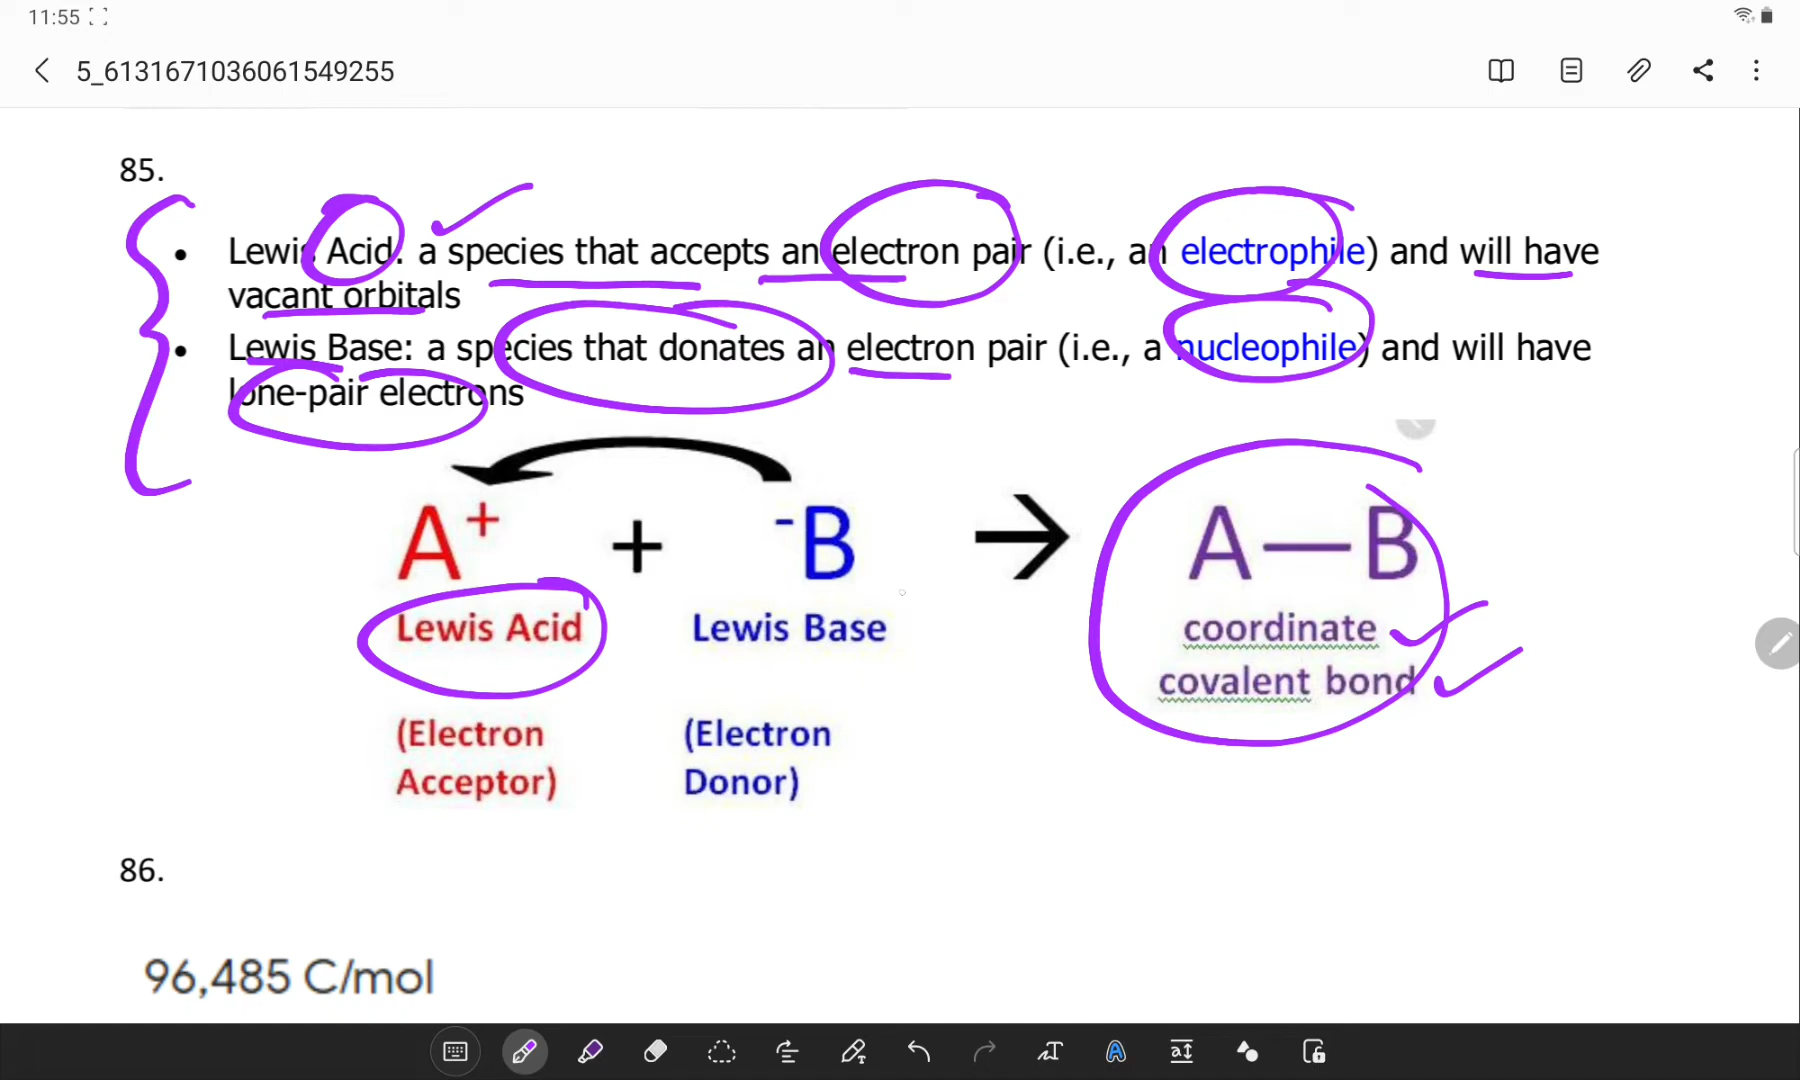 11:55
5_6131671036061549255
85.
• Lewis Acid: a species that accepts an electron pair (i.e., an electrophile) and will have
vacant orbitals
• Lewis Base: a species that donates an electron pair (i.e., a nucleophile) and will have
lone-pair electrons
A+ + -B → A—B
Lewis Acid Lewis Base coordinate
covalent bond
(Electron (Electron
Acceptor) Donor)
86.
96,485 C/mol